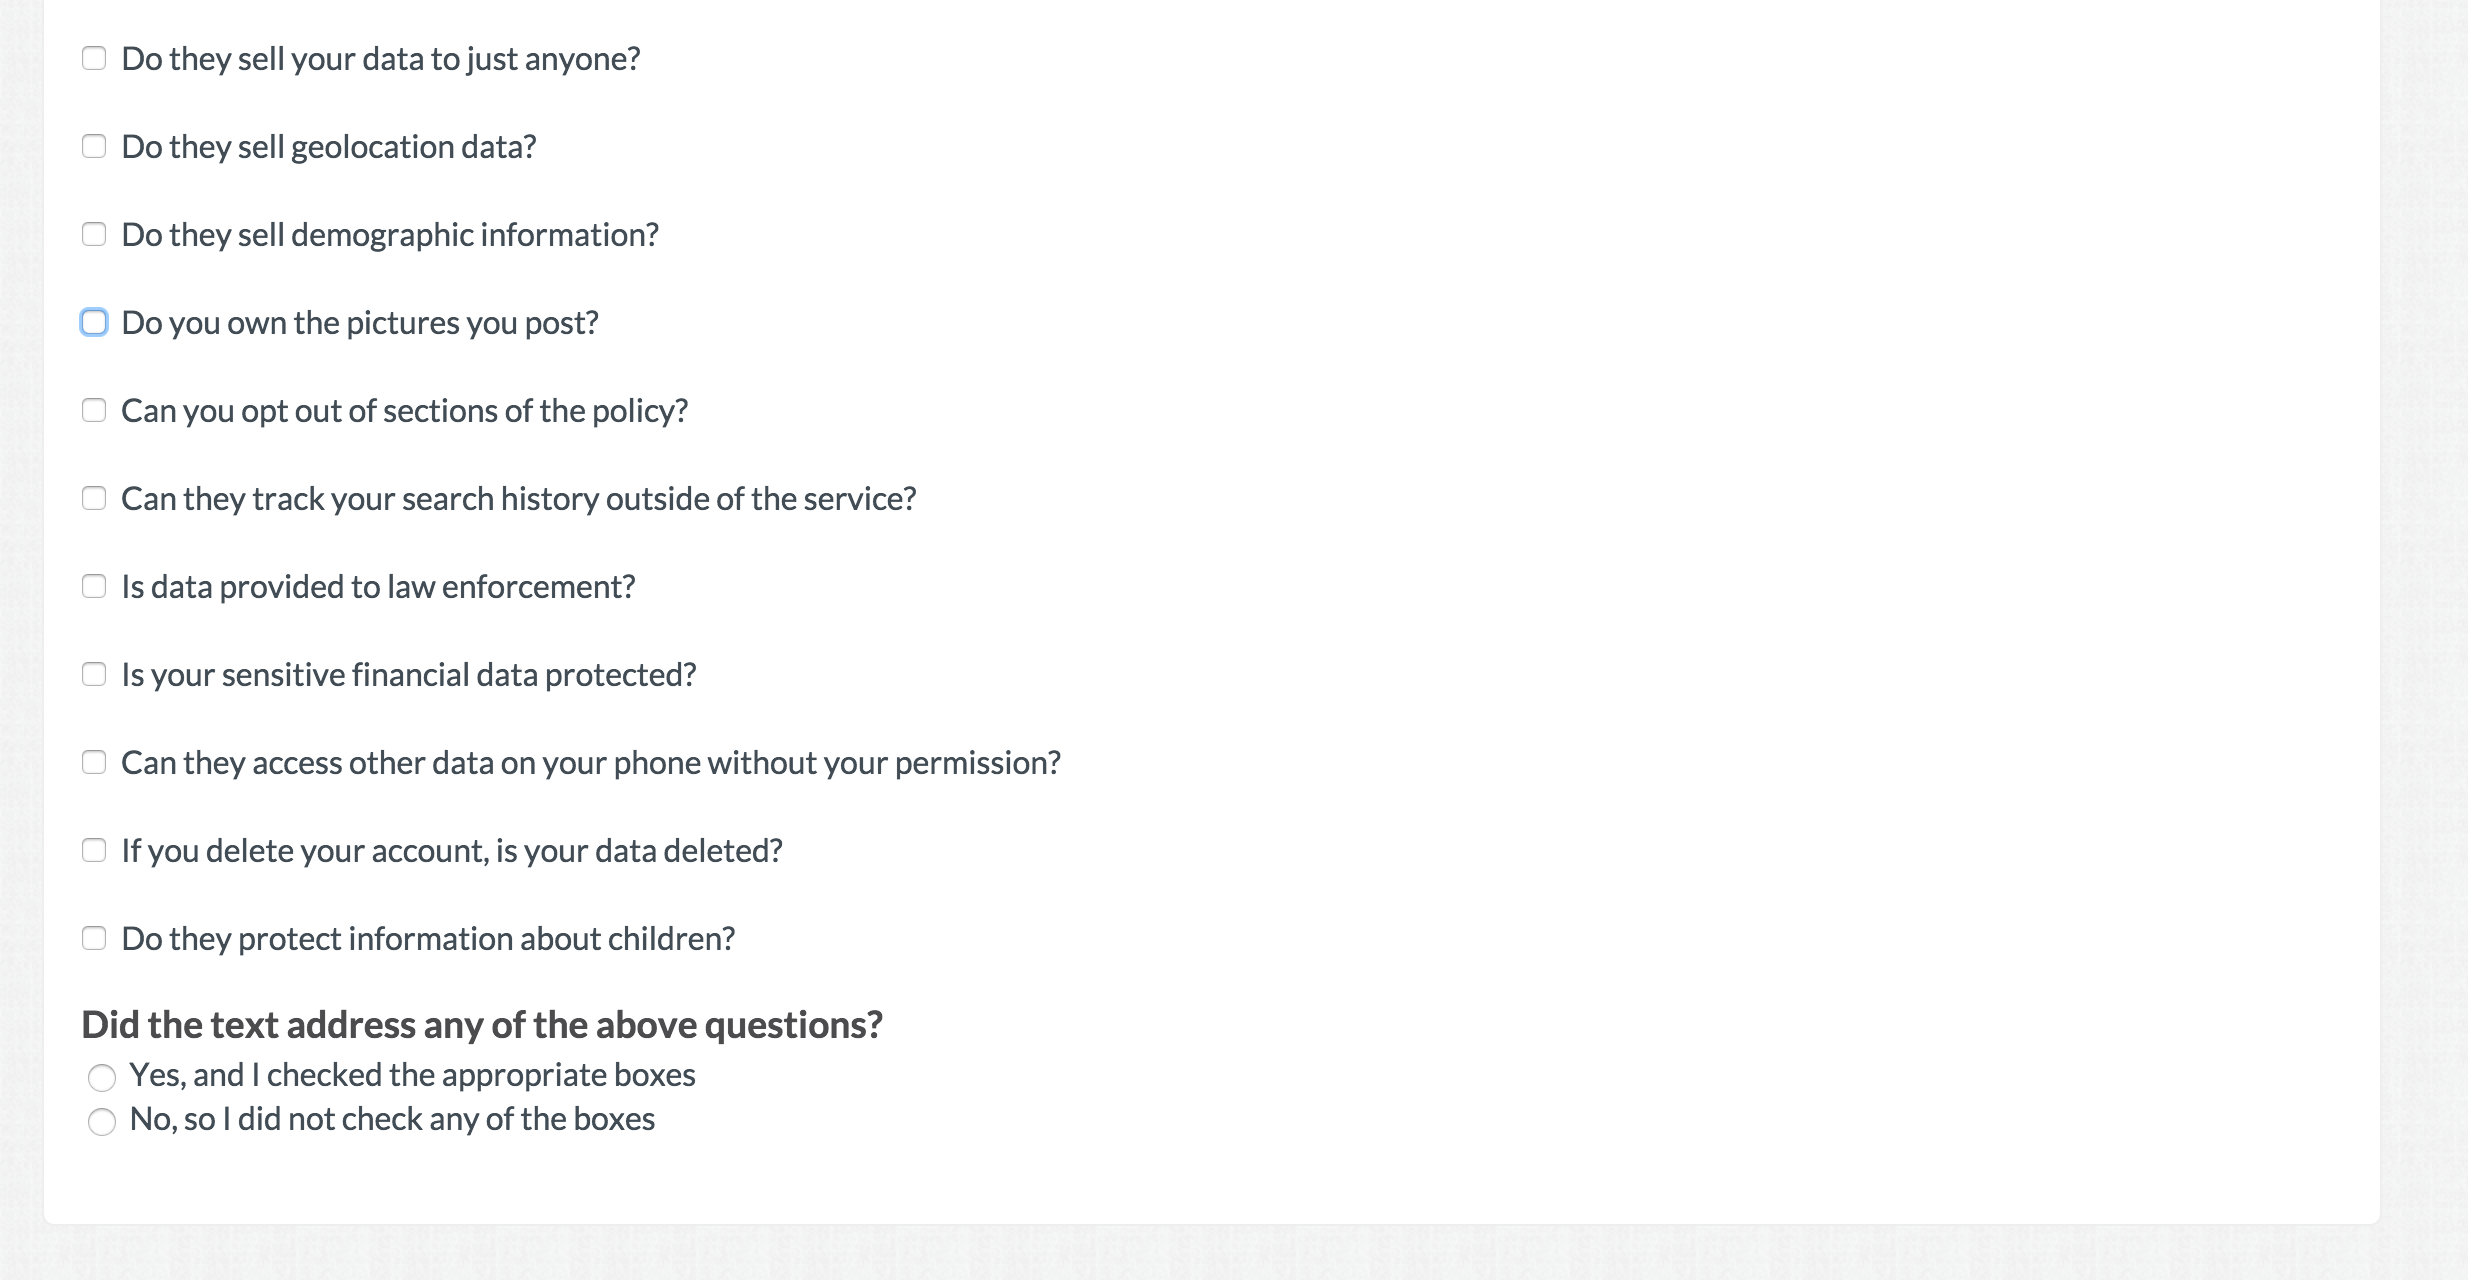 Do they sell your data to just anyone?
Do they sell geolocation data?
Do they sell demographic information?
Do you own the pictures you post?
Can you opt out of sections of the policy?
Can they track your search history outside of the service?
Is data provided to law enforcement?
Is your sensitive financial data protected?
Can they access other data on your phone without your permission?
If you delete your account, is your data deleted?
Do they protect information about children?
Did the text address any of the above questions?
Yes, and I checked the appropriate boxes
No, so I did not check any of the boxes